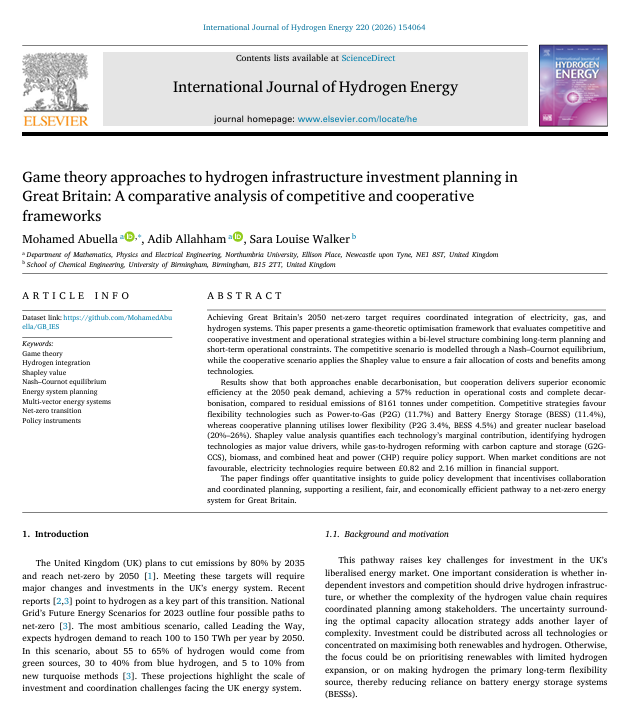 International Journal of Hydrogen Energy 220 (2026) 154064
Contents lists available at ScienceDirect
International Journal of Hydrogen Energy
journal homepage: www.elsevier.com/locate/he
ELSEVIER
HYDROGEN
ENERGY
Game theory approaches to hydrogen infrastructure investment planning in
Great Britain: A comparative analysis of competitive and cooperative
frameworks
Mohamed Abuella a,*, Adib Allahham a, Sara Louise Walker b
a Department of Mathematics, Physics and Electrical Engineering, Northumbria University, Ellison Place, Newcastle upon Tyne, NE1 8ST, United Kingdom
b School of Chemical Engineering, University of Birmingham, Birmingham, B15 2TT, United Kingdom
ARTICLE INFO
Dataset link: https://github.com/MohamedAbu
ella/GB_IES
Keywords:
Game theory
Hydrogen integration
Shapley value
Nash–Cournot equilibrium
Energy system planning
Multi-vector energy systems
Net-zero transition
Policy instruments
ABSTRACT
Achieving Great Britain's 2050 net-zero target requires coordinated integration of electricity, gas, and
hydrogen systems. This paper presents a game-theoretic optimisation framework that evaluates competitive and
cooperative investment and operational strategies within a bi-level structure combining long-term planning and
short-term operational constraints. The competitive scenario is modelled through a Nash–Cournot equilibrium,
while the cooperative scenario applies the Shapley value to ensure a fair allocation of costs and benefits among
technologies.
Results show that both approaches enable decarbonisation, but cooperation delivers superior economic
efficiency at the 2050 peak demand, achieving a 57% reduction in operational costs and complete decar-
bonisation, compared to residual emissions of 8161 tonnes under competition. Competitive strategies favour
flexibility technologies such as Power-to-Gas (P2G) (11.7%) and Battery Energy Storage (BESS) (11.4%),
whereas cooperative planning utilises lower flexibility (P2G 3.4%, BESS 4.5%) and greater nuclear baseload
(20%–26%). Shapley value analysis quantifies each technology's marginal contribution, identifying hydrogen
technologies as major value drivers, while gas-to-hydrogen reforming with carbon capture and storage (G2G-
CCS), biomass, and combined heat and power (CHP) require policy support. When market conditions are not
favourable, electricity technologies require between £0.82 and 2.16 million in financial support.
The paper findings offer quantitative insights to guide policy development that incentivises collaboration
and coordinated planning, supporting a resilient, fair, and economically efficient pathway to a net-zero energy
system for Great Britain.
1. Introduction
The United Kingdom (UK) plans to cut emissions by 80% by 2035
and reach net-zero by 2050 [1]. Meeting these targets will require
major changes and investments in the UK's energy system. Recent
reports [2,3] point to hydrogen as a key part of this transition. National
Grid's Future Energy Scenarios for 2023 outline four possible paths to
net-zero [3]. The most ambitious scenario, called Leading the Way,
expects hydrogen demand to reach 100 to 150 TWh per year by 2050.
In this scenario, about 55 to 65% of hydrogen would come from
green sources, 30 to 40% from blue hydrogen, and 5 to 10% from
new turquoise methods [3]. These projections highlight the scale of
investment and coordination challenges facing the UK energy system.
1.1. Background and motivation
This pathway raises key challenges for investment in the UK's
liberalised energy market. One important consideration is whether in-
dependent investors and competition should drive hydrogen infrastruc-
ture, or whether the complexity of the hydrogen value chain requires
coordinated planning among stakeholders. The uncertainty surround-
ing the optimal capacity allocation strategy adds another layer of
complexity. Investment could be distributed across all technologies or
concentrated on maximising both renewables and hydrogen. Otherwise,
the focus could be on prioritising renewables with limited hydrogen
expansion, or on making hydrogen the primary long-term flexibility
source, thereby reducing reliance on battery energy storage systems
(BESSs).